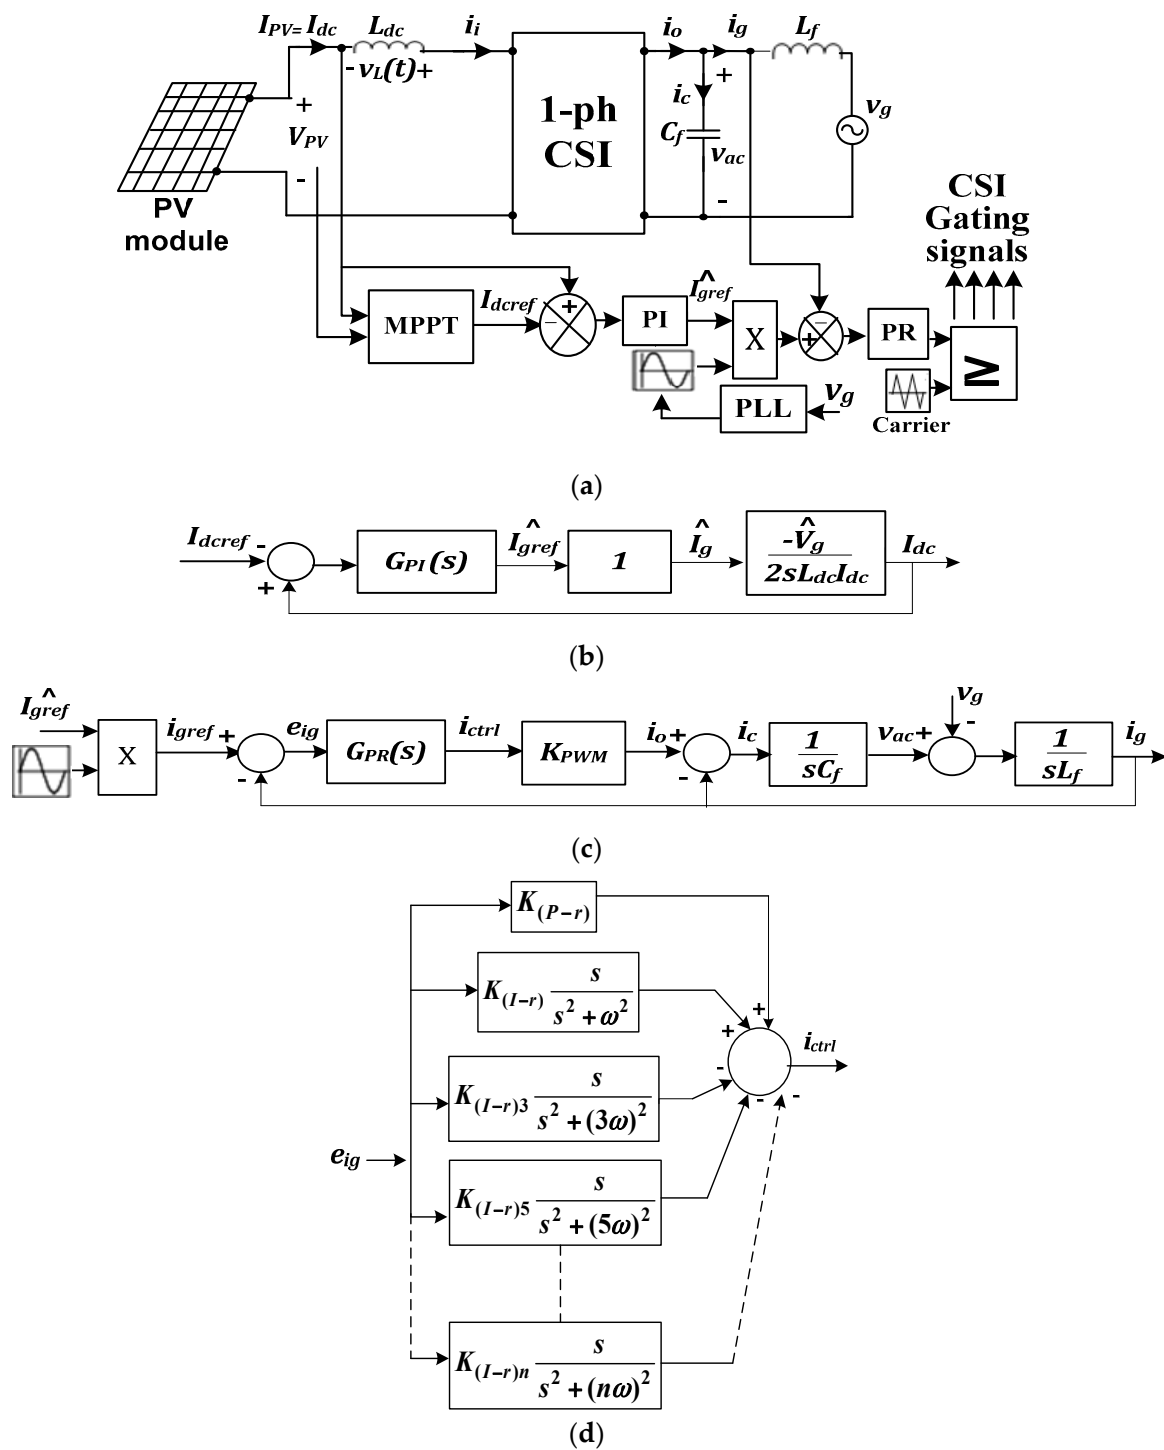 I_PV= I_dc L_dc i_i i_o i_g L_f
- v_L(t) +
+ V_PV -
PV module
1-ph CSI
+ i_c C_f v_ac -
v_g
CSI Gating signals
MPPT I_dcref + − PI Î_gref X − + PR ≥
PLL v_g
Carrier
(a)
I_dcref - + G_PI(s) Î_gref 1 Î_g -V̂_g / 2sL_dcI_dc I_dc
(b)
Î_gref X i_gref + - e_ig G_PR(s) i_ctrl K_PWM i_o + - i_c 1 / sC_f v_ac + v_g - 1 / sL_f i_g
(c)
K_(P−r)
K_(I−r) s / s² + ω²
+ + - - -
i_ctrl
K_(I−r)3 s / s² + (3ω)²
e_ig
K_(I−r)5 s / s² + (5ω)²
K_(I−r)n s / s² + (nω)²
(d)